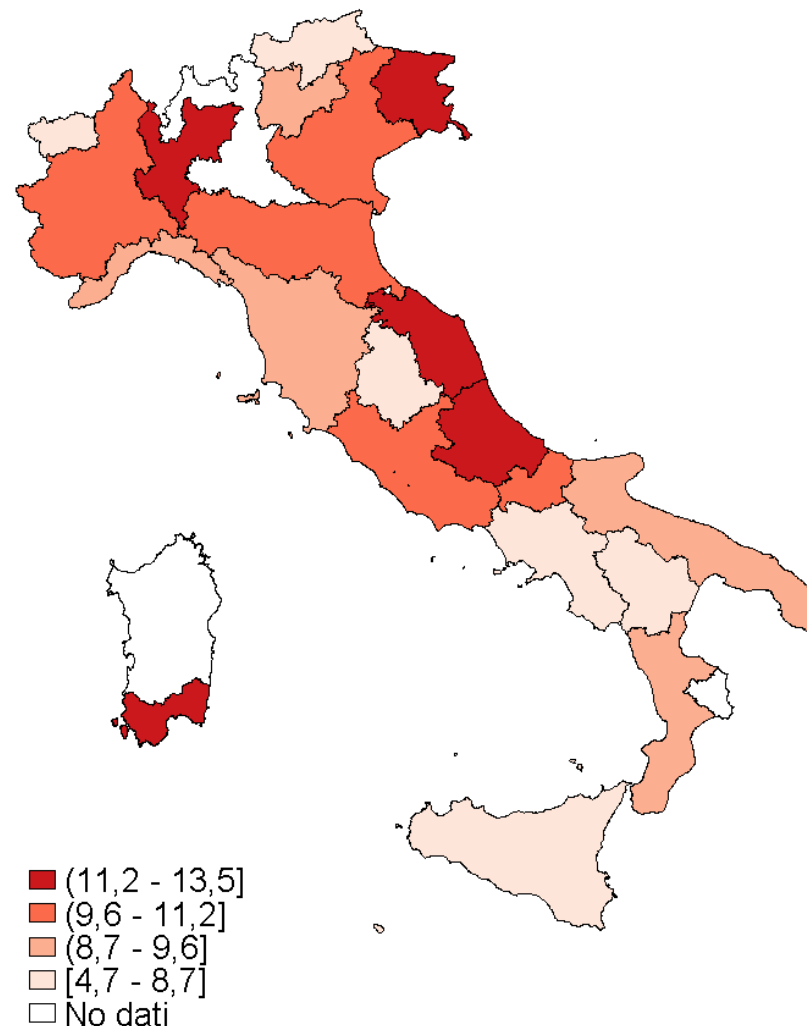 (11,2 - 13,5]
(9,6 - 11,2]
(8,7 - 9,6]
[4,7 - 8,7]
No dati